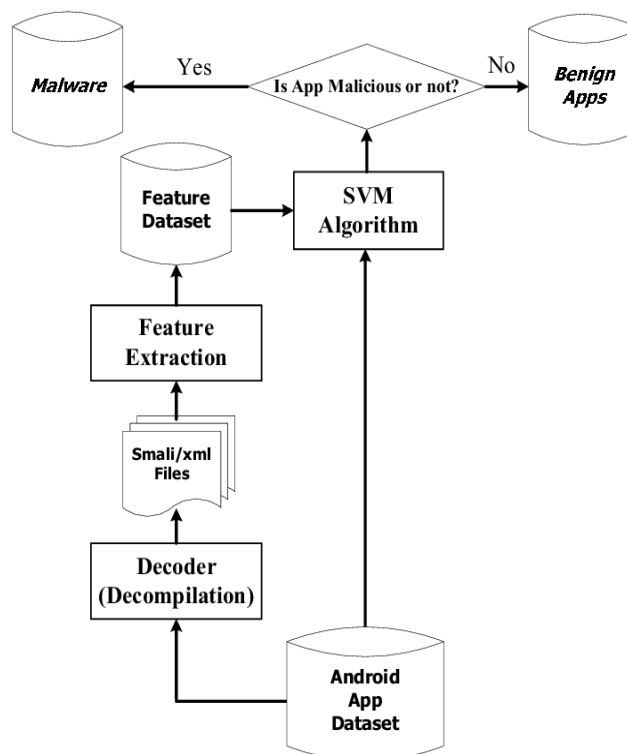 Malware
Yes
Is App Malicious or not?
No
Benign
Apps
Feature
Dataset
SVM
Algorithm
Feature
Extraction
Smali/xml
Files
Decoder
(Decompilation)
Android
App
Dataset